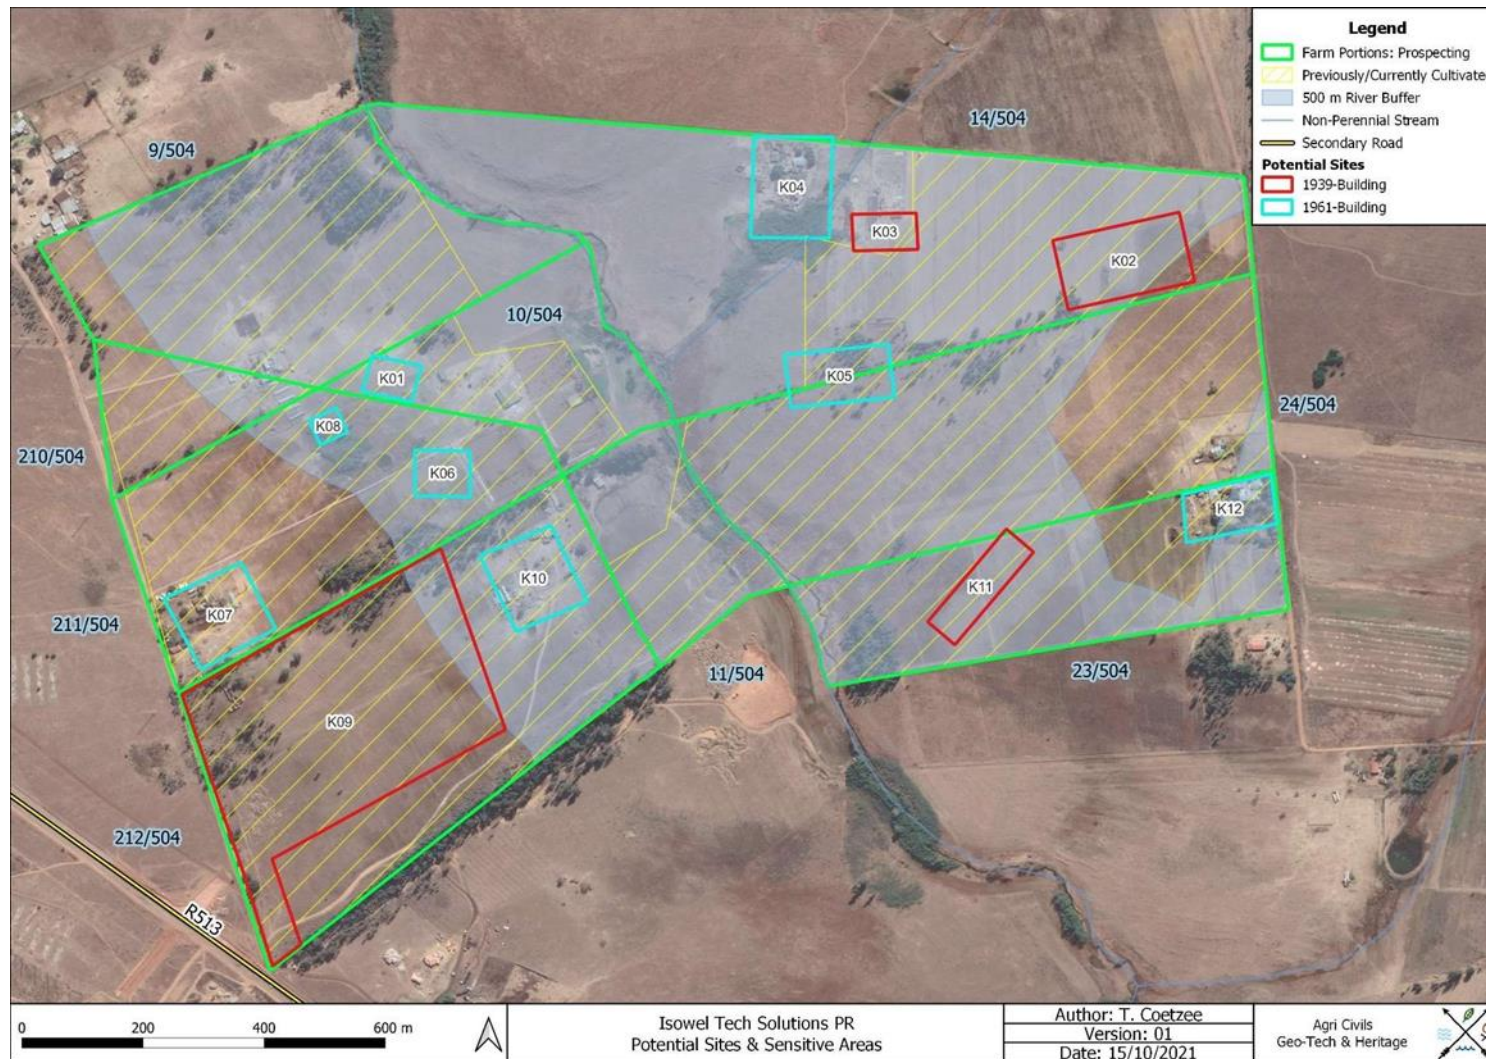 Legend
Farm Portions: Prospecting
Previously/Currently Cultivate
500 m River Buffer
Non-Perennial Stream
Secondary Road
Potential Sites
1939-Building
1961-Building
14/504
9/504
K04
K03
K02
10/504
K05
K01
24/504
K08
210/504
K06
K12
K10
K11
K07
211/504
11/504
23/504
K09
212/504
R513
0 200 400 600 m
Isowel Tech Solutions PR
Potential Sites & Sensitive Areas
Author: T. Coetzee
Version: 01
Date: 15/10/2021
Agri Civils
Geo-Tech & Heritage